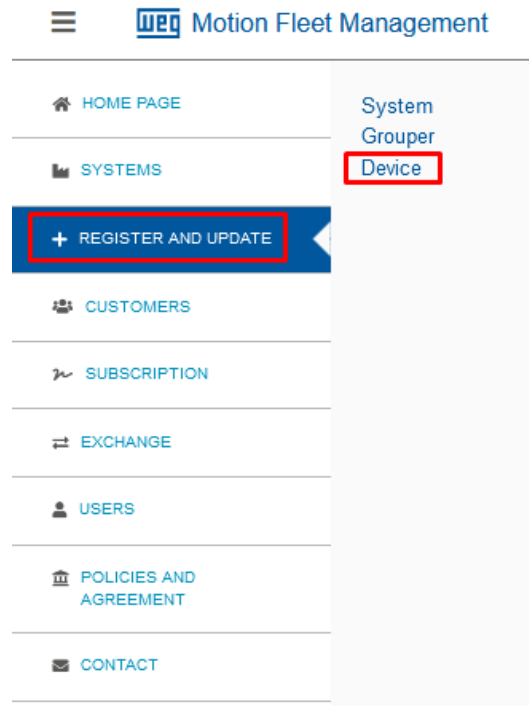 WEG Motion Fleet Management
HOME PAGE
SYSTEMS
REGISTER AND UPDATE
CUSTOMERS
SUBSCRIPTION
EXCHANGE
USERS
POLICIES AND
AGREEMENT
CONTACT
System
Grouper
Device